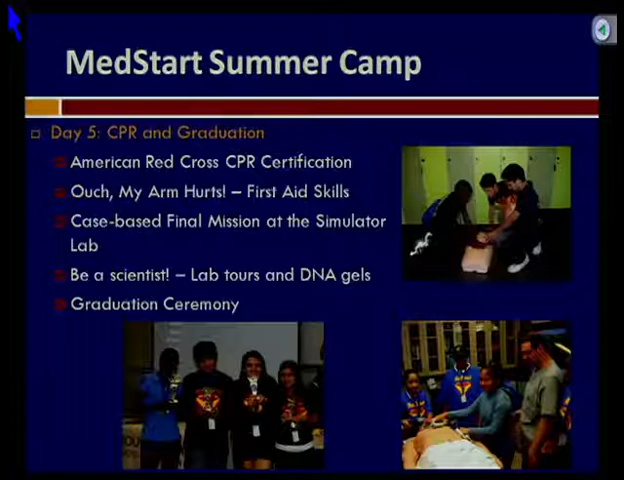 MedStart Summer Camp
Day 5: CPR and Graduation
American Red Cross CPR Certification
Ouch, My Arm Hurts! – First Aid Skills
Case-based Final Mission at the Simulator
Lab
Be a scientist! – Lab tours and DNA gels
Graduation Ceremony